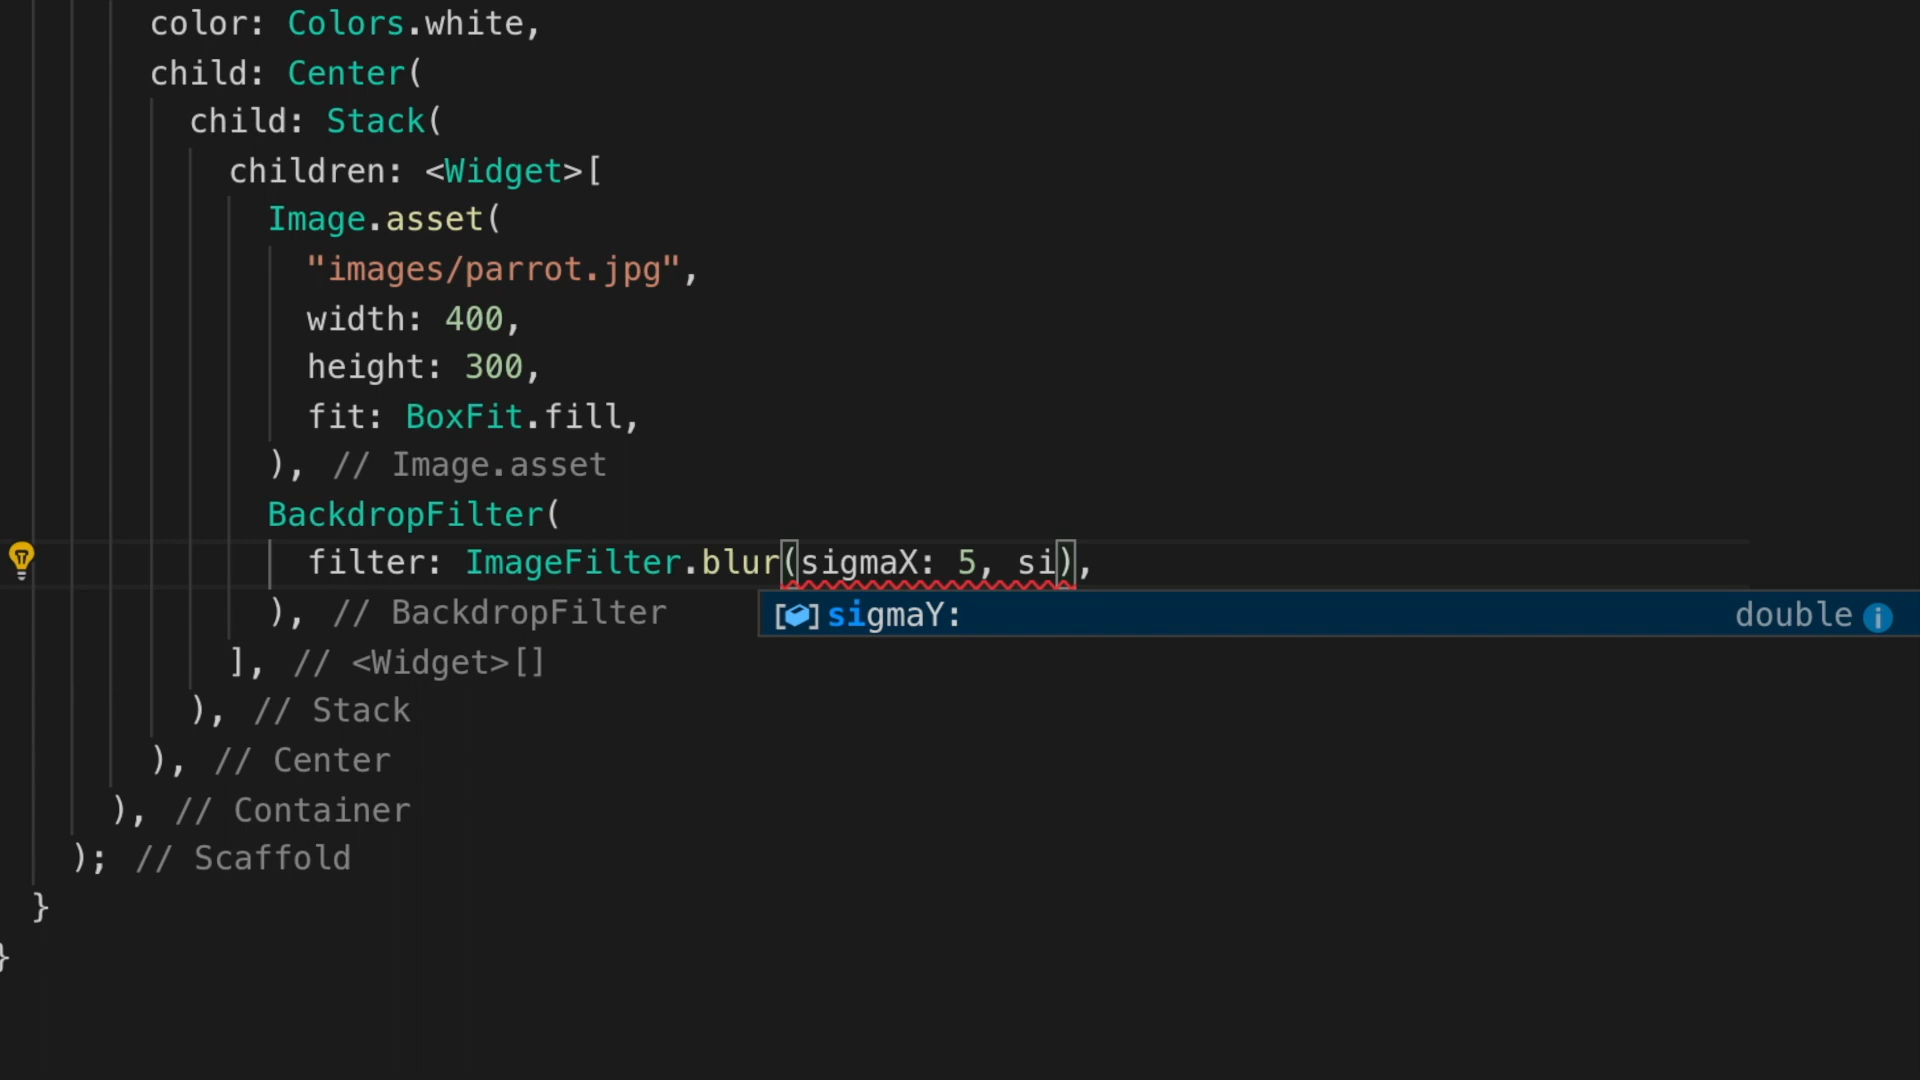 color: Colors.white,
child: Center(
child: Stack(
children: <Widget>[
Image.asset(
"images/parrot.jpg",
width: 400,
height: 300,
fit: BoxFit.fill,
), // Image.asset
BackdropFilter(
filter: ImageFilter.blur(sigmaX: 5, si),
sigmaY: double
), // BackdropFilter
], // <Widget>[]
), // Stack
), // Center
), // Container
); // Scaffold
}
}